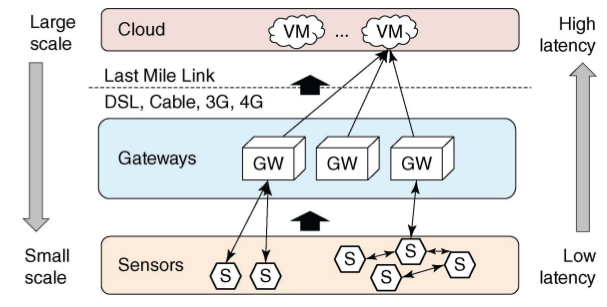 Large
scale
Cloud
VM ... VM
High
latency
Last Mile Link
DSL, Cable, 3G, 4G
Gateways
GW GW GW
Small
scale
Sensors
S S S S S S
Low
latency